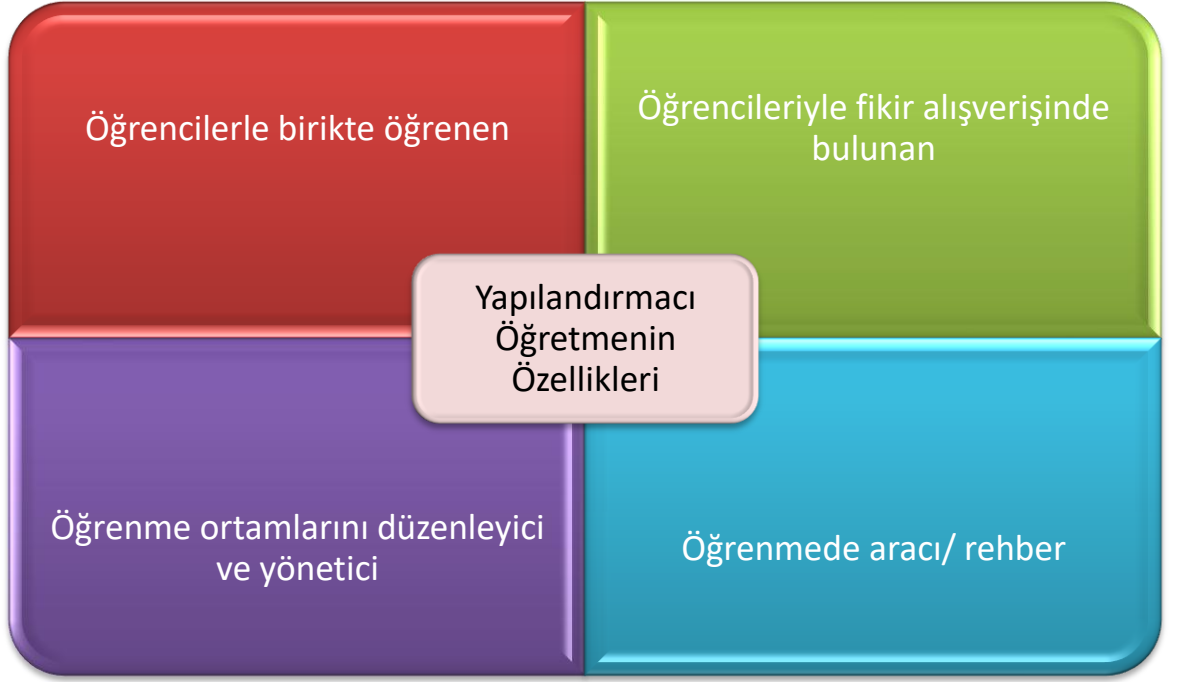 Öğrencilerle birikte öğrenen
Öğrencileriyle fikir alışverişinde
bulunan
Yapılandırmacı
Öğretmenin
Özellikleri
Öğrenme ortamlarını düzenleyici
ve yönetici
Öğrenmede aracı/ rehber